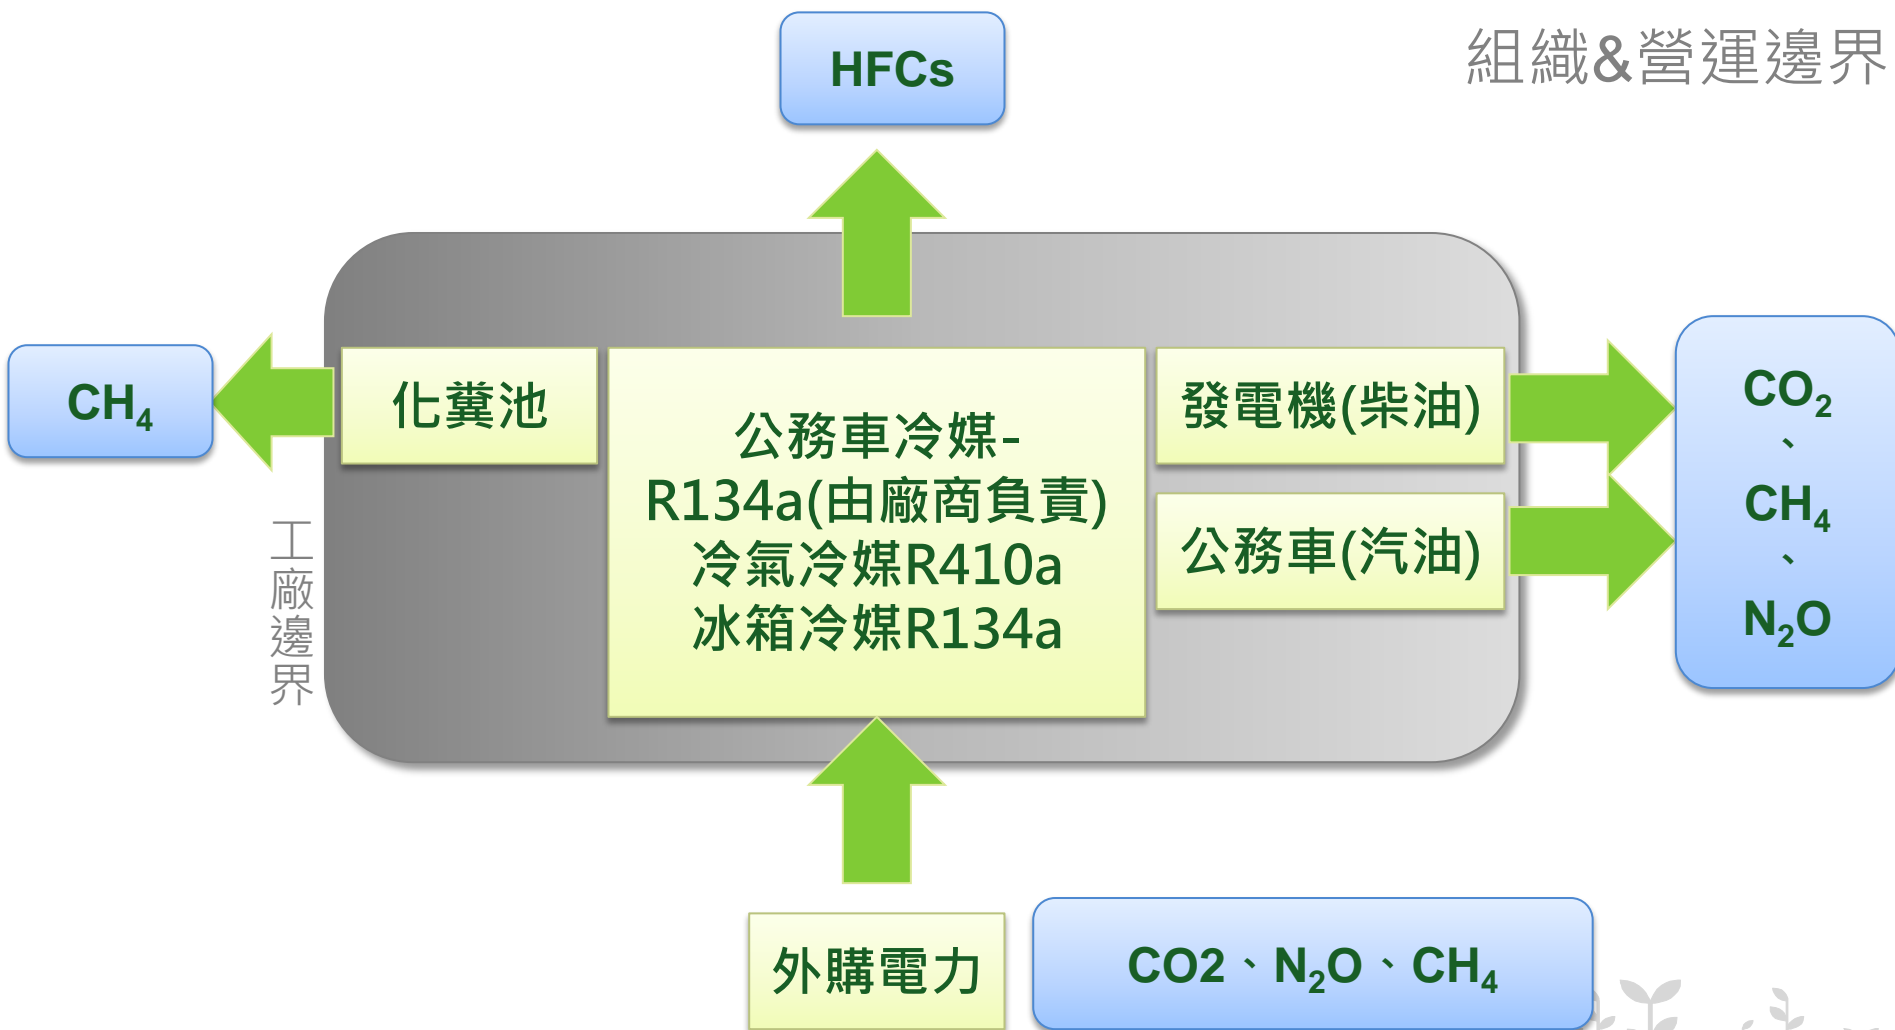 組織&營運邊界
HFCs
CH₄
化糞池
公務車冷媒-
R134a(由廠商負責)
冷氣冷媒R410a
冰箱冷媒R134a
發電機(柴油)
公務車(汽油)
CO₂
、
CH₄
、
N₂O
工廠邊界
外購電力
CO2、N₂O、CH₄